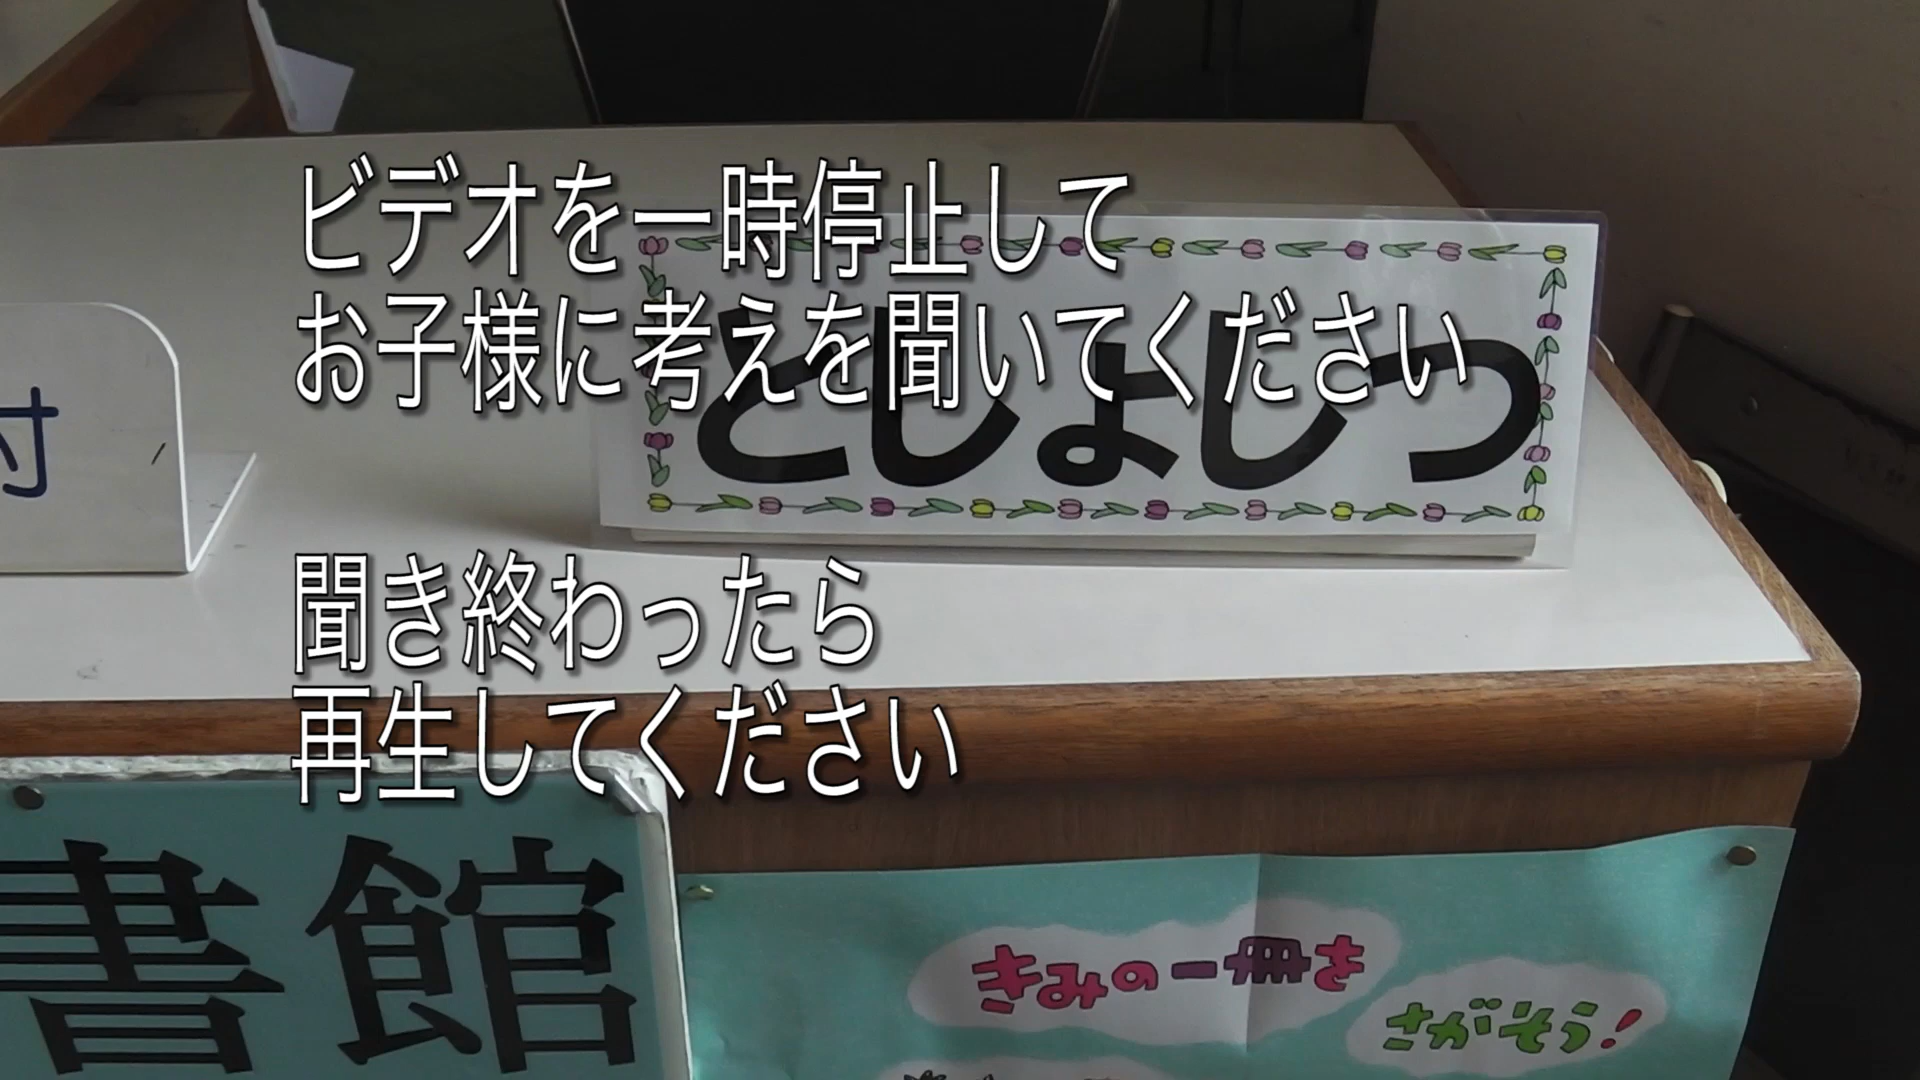 ビデオを一時停止して
お子様に考えを聞いてください
としょしつ
付
聞き終わったら
再生してください
書館
きみの一冊を
さがそう!